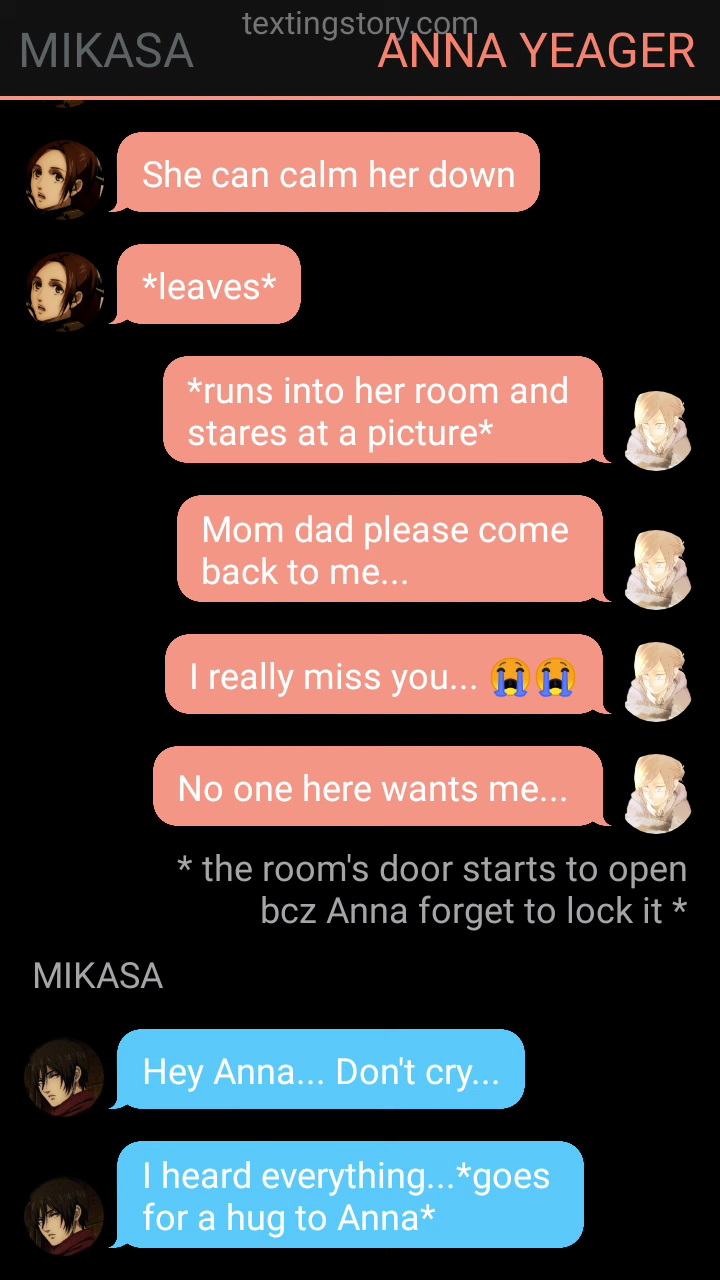 textingstory.com
MIKASA
ANNA YEAGER
She can calm her down
*leaves*
*runs into her room and
stares at a picture*
Mom dad please come
back to me...
I really miss you... 😭😭
No one here wants me...
* the room's door starts to open
bcz Anna forget to lock it *
MIKASA
Hey Anna... Don't cry...
I heard everything...*goes
for a hug to Anna*